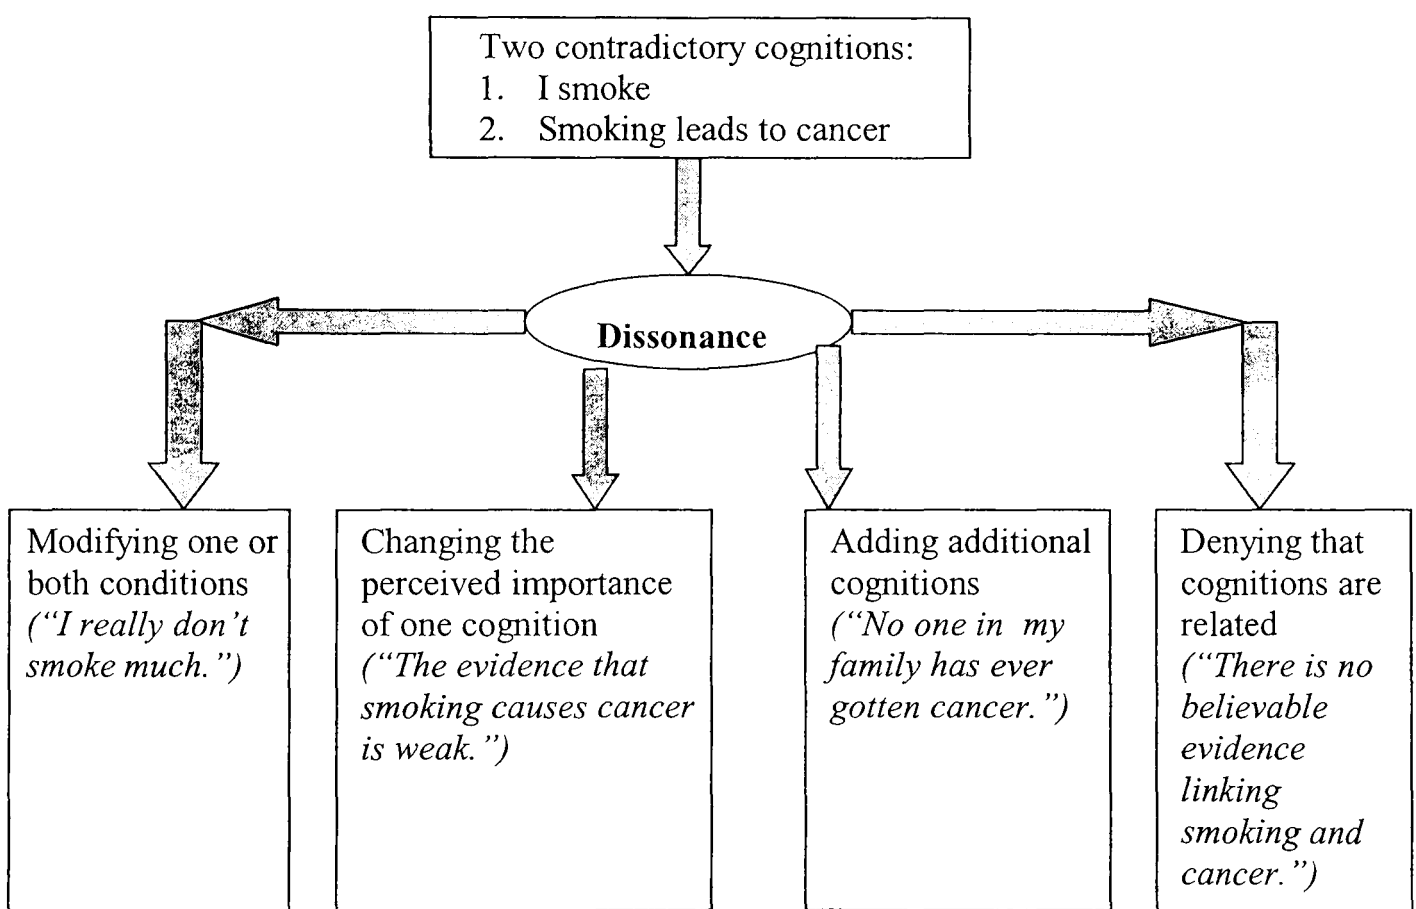 Two contradictory cognitions:
1. I smoke
2. Smoking leads to cancer
Dissonance
Modifying one or
both conditions
("I really don't
smoke much.")
Changing the
perceived importance
of one cognition
("The evidence that
smoking causes cancer
is weak.")
Adding additional
cognitions
("No one in my
family has ever
gotten cancer.")
Denying that
cognitions are
related
("There is no
believable
evidence
linking
smoking and
cancer.")